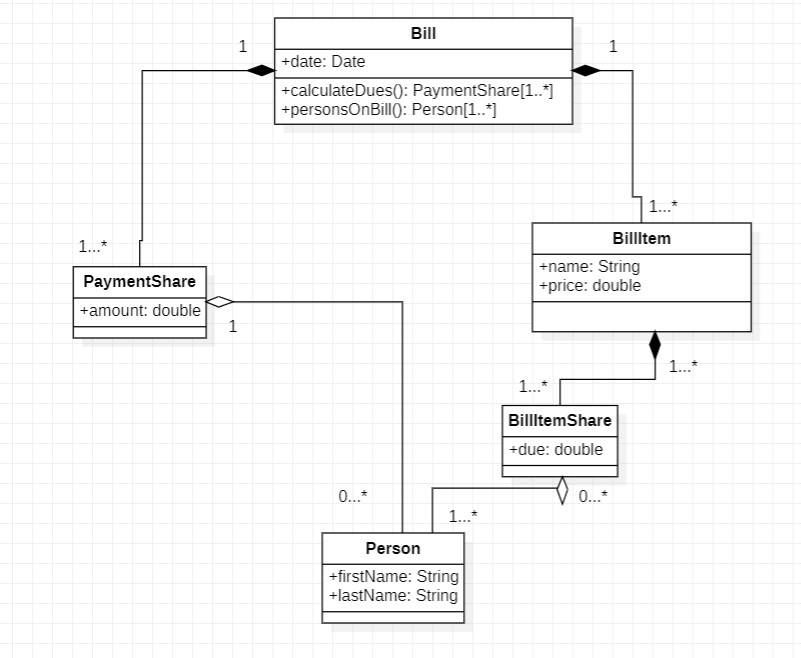 Bill
1
1
+date: Date
+calculateDues(): PaymentShare[1..*]
+personsOnBill(): Person[1..*]
1...*
BillItem
1...*
+name: String
PaymentShare
+price: double
+amount: double
1
1...*
1...*
BillItemShare
+due: double
0...*
0...*
1...*
Person
+firstName: String
+lastName: String